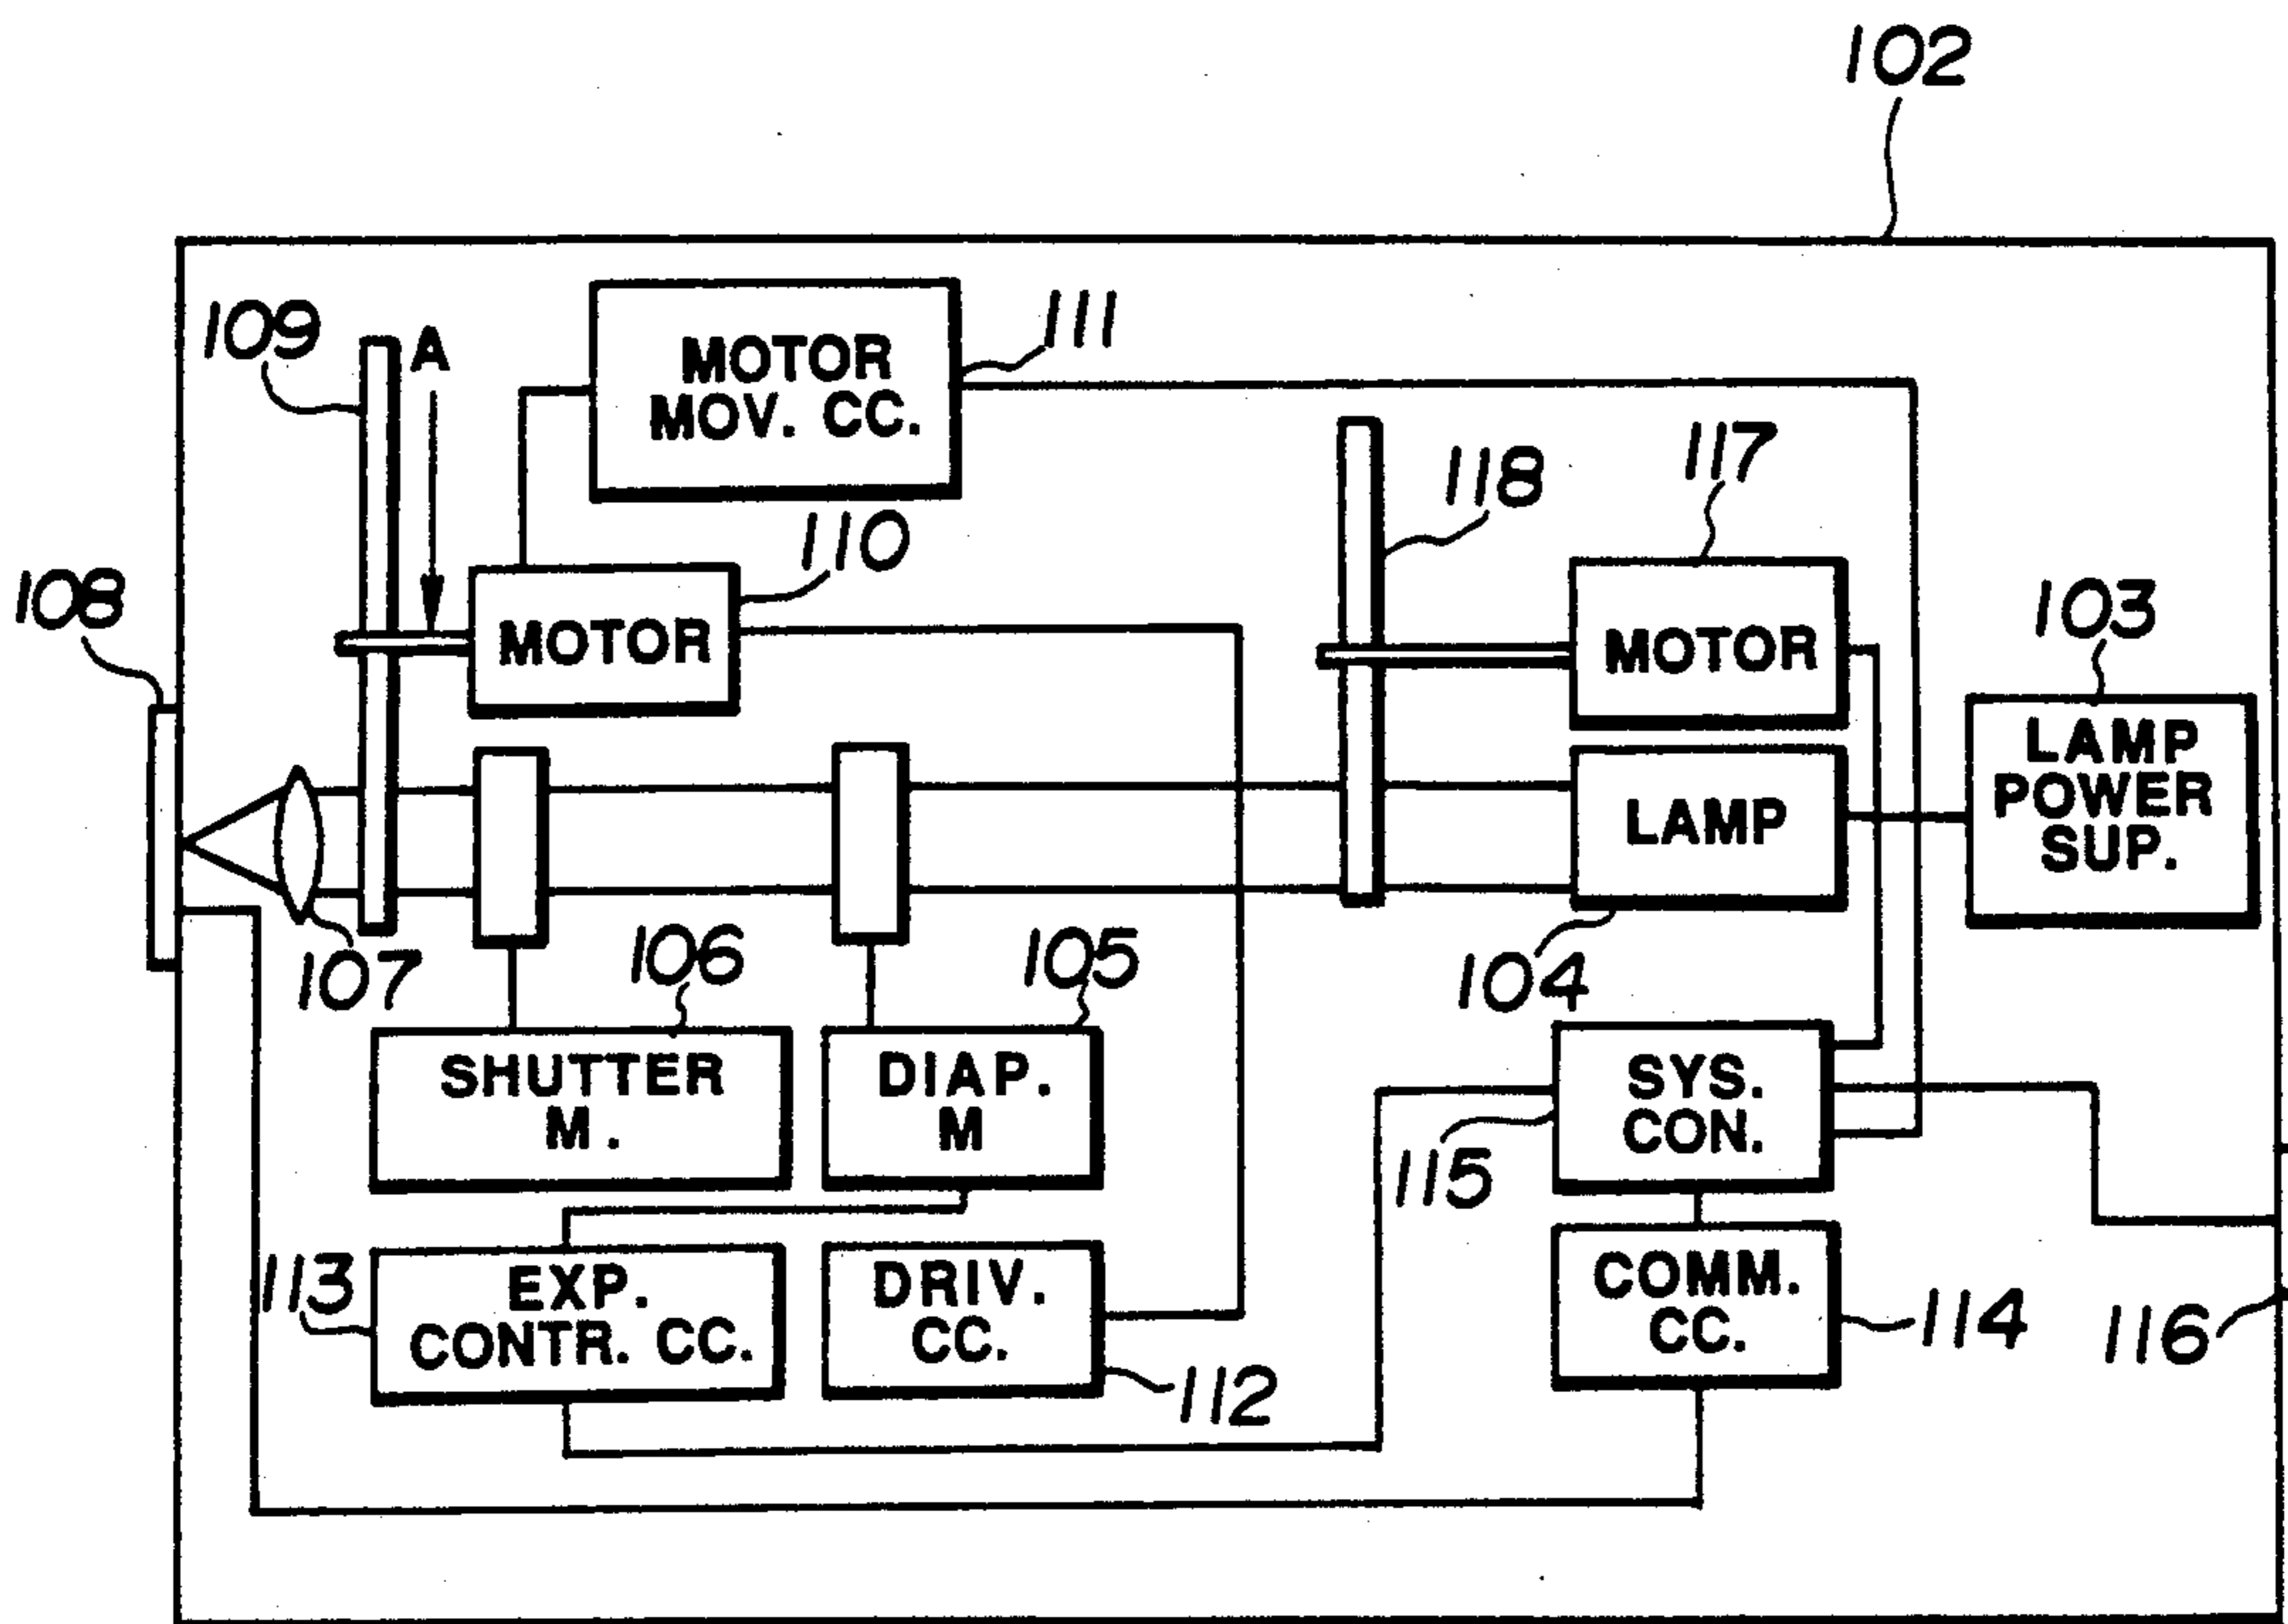 102
109
A
MOTOR
MOV. CC.
111
110
MOTOR
118
117
MOTOR
103
LAMP
POWER
SUP.
108
LAMP
107
106
105
104
SHUTTER
M.
DIAP.
M
SYS.
CON.
115
113
EXP.
CONTR. CC.
DRIV.
CC.
112
COMM.
CC.
114
116